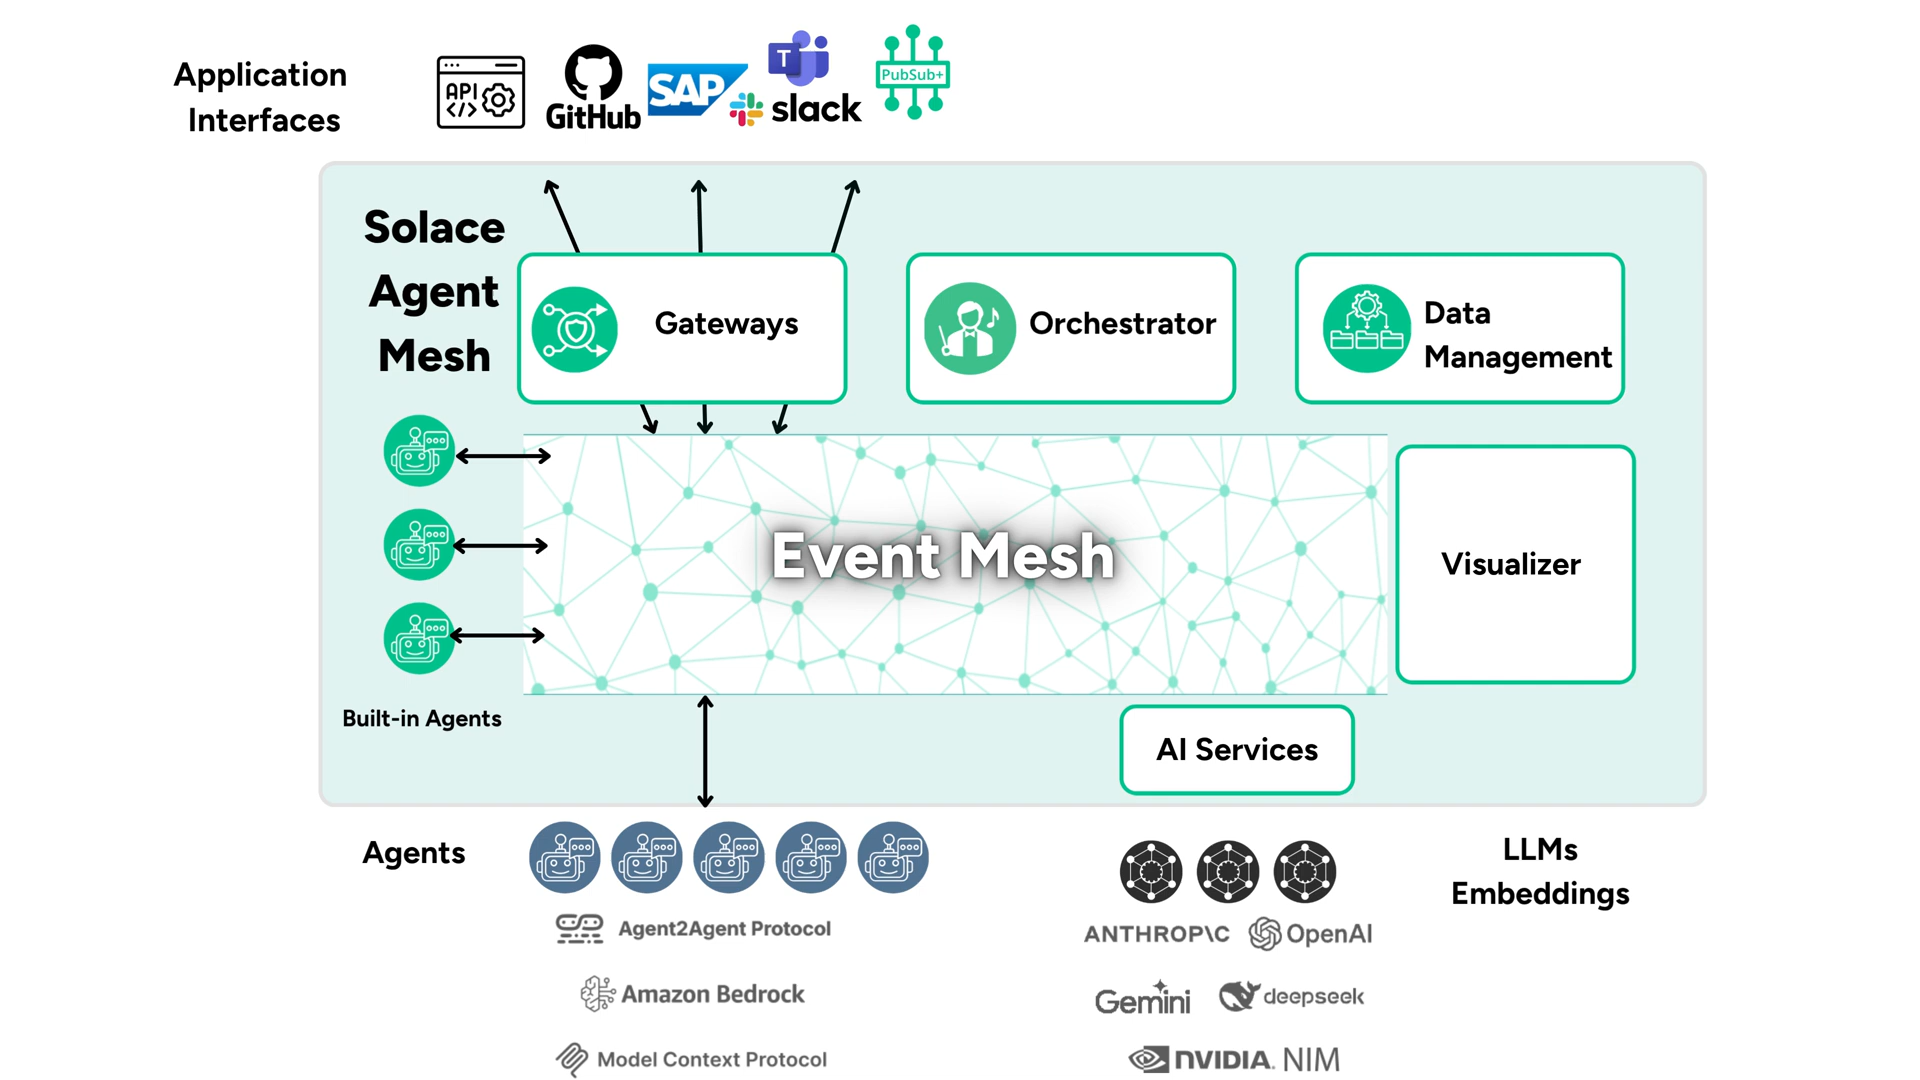 Application
Interfaces
API
</>
GitHub
SAP
T
slack
PubSub+
Solace
Agent
Mesh
Gateways
Orchestrator
Data
Management
Event Mesh
Visualizer
Built-in Agents
AI Services
Agents
LLMs
Embeddings
Agent2Agent Protocol
ANTHROP\C
OpenAI
Amazon Bedrock
Gemini
deepseek
Model Context Protocol
NVIDIA. NIM